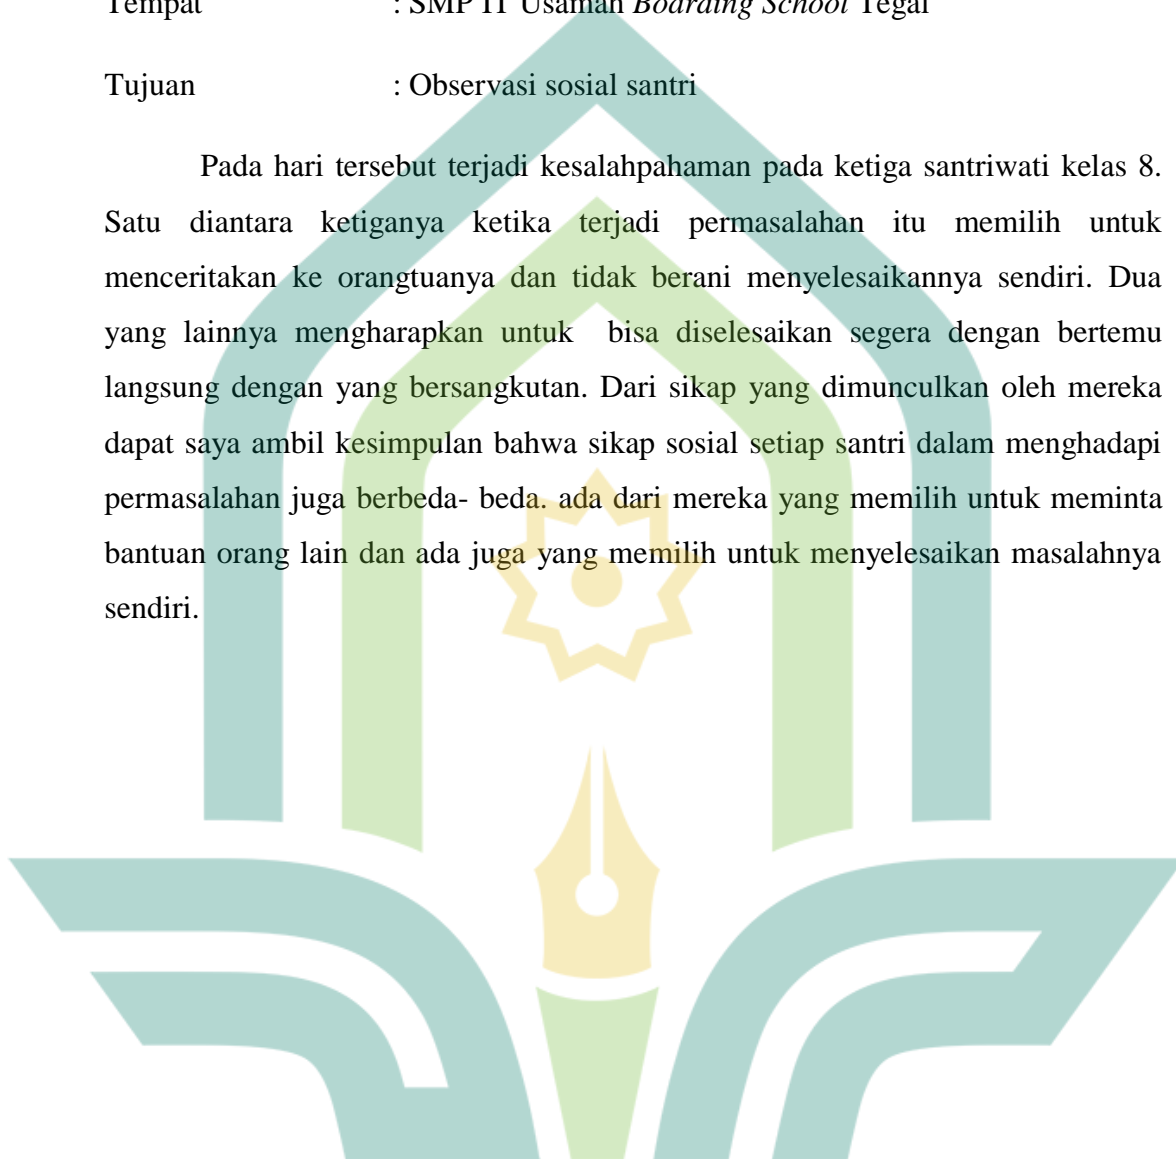 Tempat : SMP IT Usamah Boarding School Tegal
Tujuan : Observasi sosial santri
Pada hari tersebut terjadi kesalahpahaman pada ketiga santriwati kelas 8.
Satu diantara ketiganya ketika terjadi permasalahan itu memilih untuk
menceritakan ke orangtuanya dan tidak berani menyelesaikannya sendiri. Dua
yang lainnya mengharapkan untuk bisa diselesaikan segera dengan bertemu
langsung dengan yang bersangkutan. Dari sikap yang dimunculkan oleh mereka
dapat saya ambil kesimpulan bahwa sikap sosial setiap santri dalam menghadapi
permasalahan juga berbeda- beda. ada dari mereka yang memilih untuk meminta
bantuan orang lain dan ada juga yang memilih untuk menyelesaikan masalahnya
sendiri.